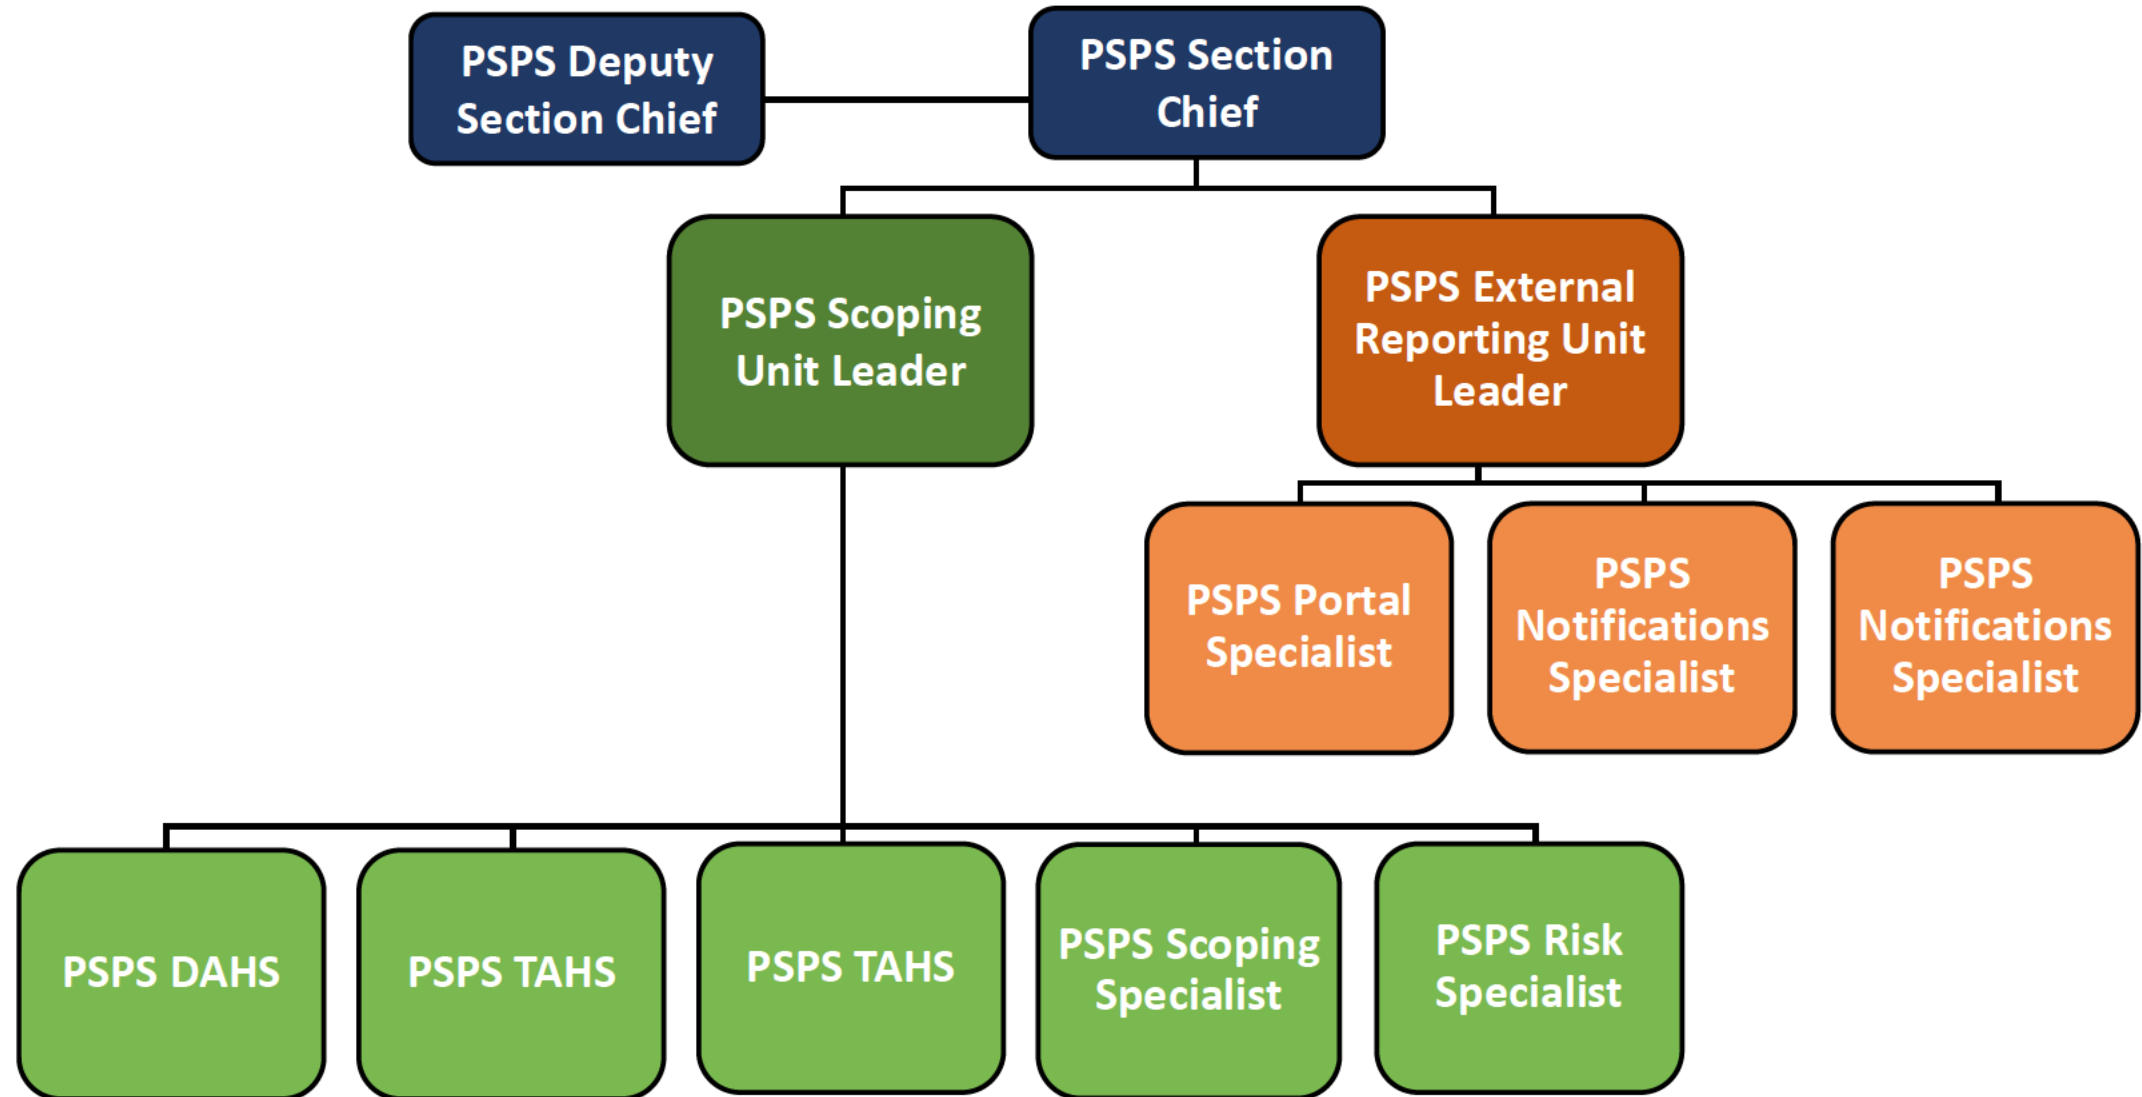 PSPS Deputy
Section Chief
PSPS Section
Chief
PSPS Scoping
Unit Leader
PSPS External
Reporting Unit
Leader
PSPS Portal
Specialist
PSPS
Notifications
Specialist
PSPS
Notifications
Specialist
PSPS DAHS
PSPS TAHS
PSPS TAHS
PSPS Scoping
Specialist
PSPS Risk
Specialist